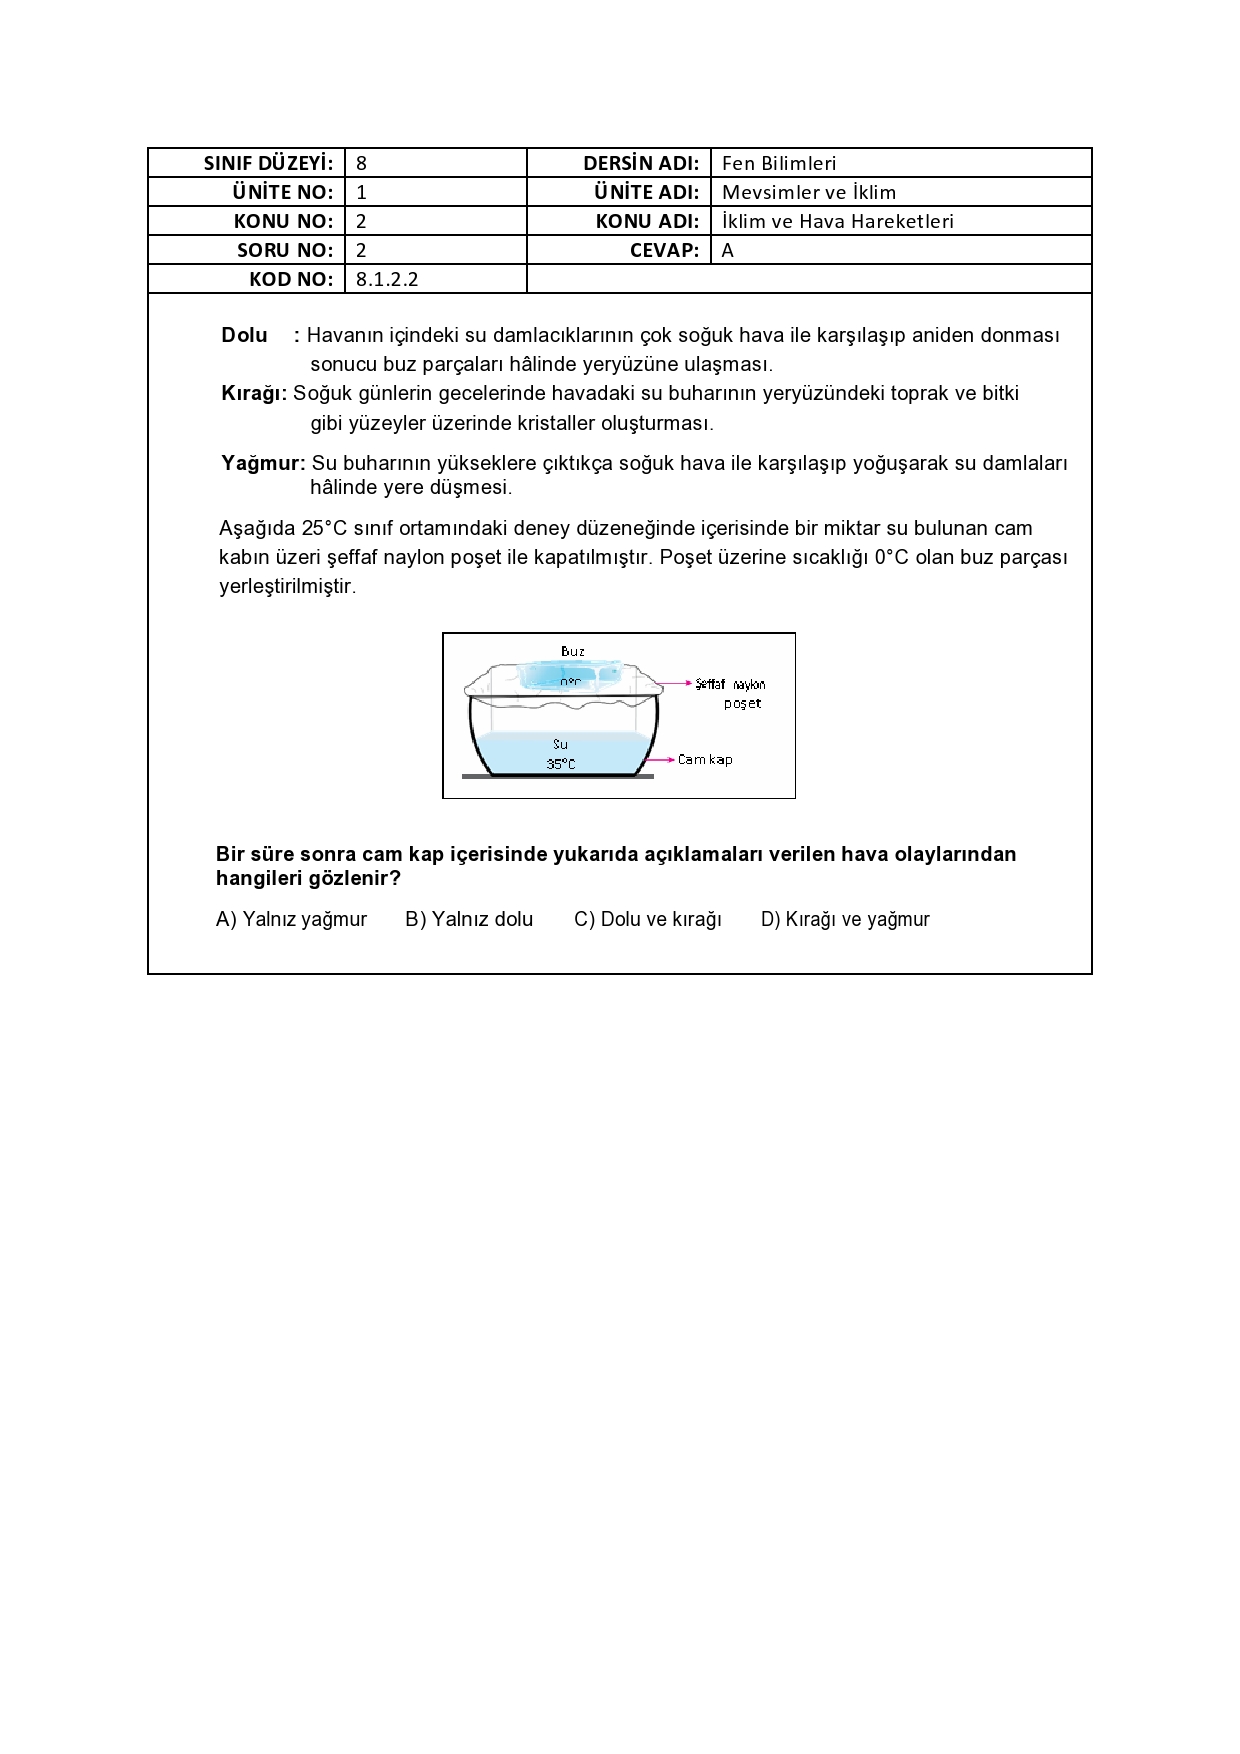 SINIF DÜZEYİ: 8 DERSİN ADI: Fen Bilimleri
ÜNİTE NO: 1 ÜNİTE ADI: Mevsimler ve İklim
KONU NO: 2 KONU ADI: İklim ve Hava Hareketleri
SORU NO: 2 CEVAP: A
KOD NO: 8.1.2.2
Dolu : Havanın içindeki su damlacıklarının çok soğuk hava ile karşılaşıp aniden donması
sonucu buz parçaları hâlinde yeryüzüne ulaşması.
Kırağı: Soğuk günlerin gecelerinde havadaki su buharının yeryüzündeki toprak ve bitki
gibi yüzeyler üzerinde kristaller oluşturması.
Yağmur: Su buharının yükseklere çıktıkça soğuk hava ile karşılaşıp yoğuşarak su damlaları
hâlinde yere düşmesi.
Aşağıda 25°C sınıf ortamındaki deney düzeneğinde içerisinde bir miktar su bulunan cam
kabın üzeri şeffaf naylon poşet ile kapatılmıştır. Poşet üzerine sıcaklığı 0°C olan buz parçası
yerleştirilmiştir.
Buz
0°C
Şeffaf naylon
poşet
Su
35°C
Cam kap
Bir süre sonra cam kap içerisinde yukarıda açıklamaları verilen hava olaylarından
hangileri gözlenir?
A) Yalnız yağmur B) Yalnız dolu C) Dolu ve kırağı D) Kırağı ve yağmur